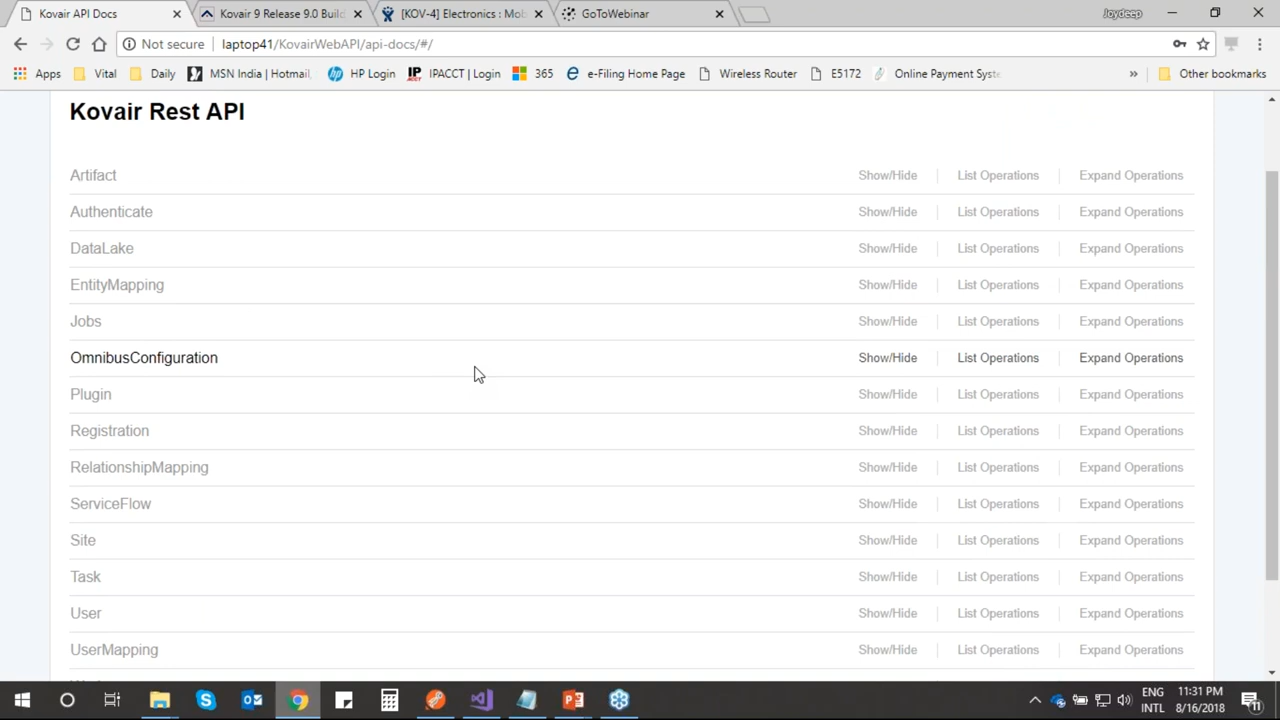 Kovair API Docs
Kovair 9 Release 9.0 Build
[KOV-4] Electronics : Mob
GoToWebinar
Joydeep
Not secure
laptop41/KovairWebAPI/api-docs/#/
Apps
Vital
Daily
MSN India | Hotmail,
HP Login
IPACCT | Login
365
e-Filing Home Page
Wireless Router
E5172
Online Payment Syste
»
Other bookmarks
Kovair Rest API
Artifact Show/Hide List Operations Expand Operations
Authenticate Show/Hide List Operations Expand Operations
DataLake Show/Hide List Operations Expand Operations
EntityMapping Show/Hide List Operations Expand Operations
Jobs Show/Hide List Operations Expand Operations
OmnibusConfiguration Show/Hide List Operations Expand Operations
Plugin Show/Hide List Operations Expand Operations
Registration Show/Hide List Operations Expand Operations
RelationshipMapping Show/Hide List Operations Expand Operations
ServiceFlow Show/Hide List Operations Expand Operations
Site Show/Hide List Operations Expand Operations
Task Show/Hide List Operations Expand Operations
User Show/Hide List Operations Expand Operations
UserMapping Show/Hide List Operations Expand Operations
ENG
INTL
11:31 PM
8/16/2018
11